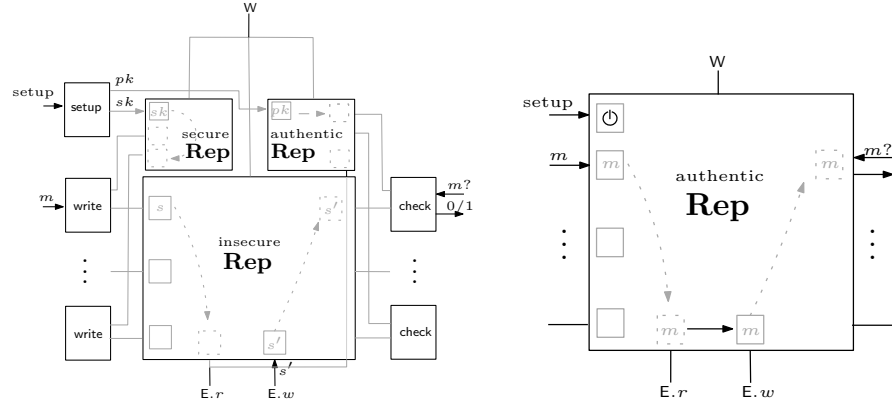 W
pk
setup
setup
sk
sk
pk
secure
Rep
authentic
Rep
m
write
s
s′
insecure
Rep
check
m?
0/1
⋮
⋮
write
s′
check
s′
E.r
E.w
W
setup
m
m
m
m?
authentic
Rep
⋮
⋮
m
m
E.r
E.w